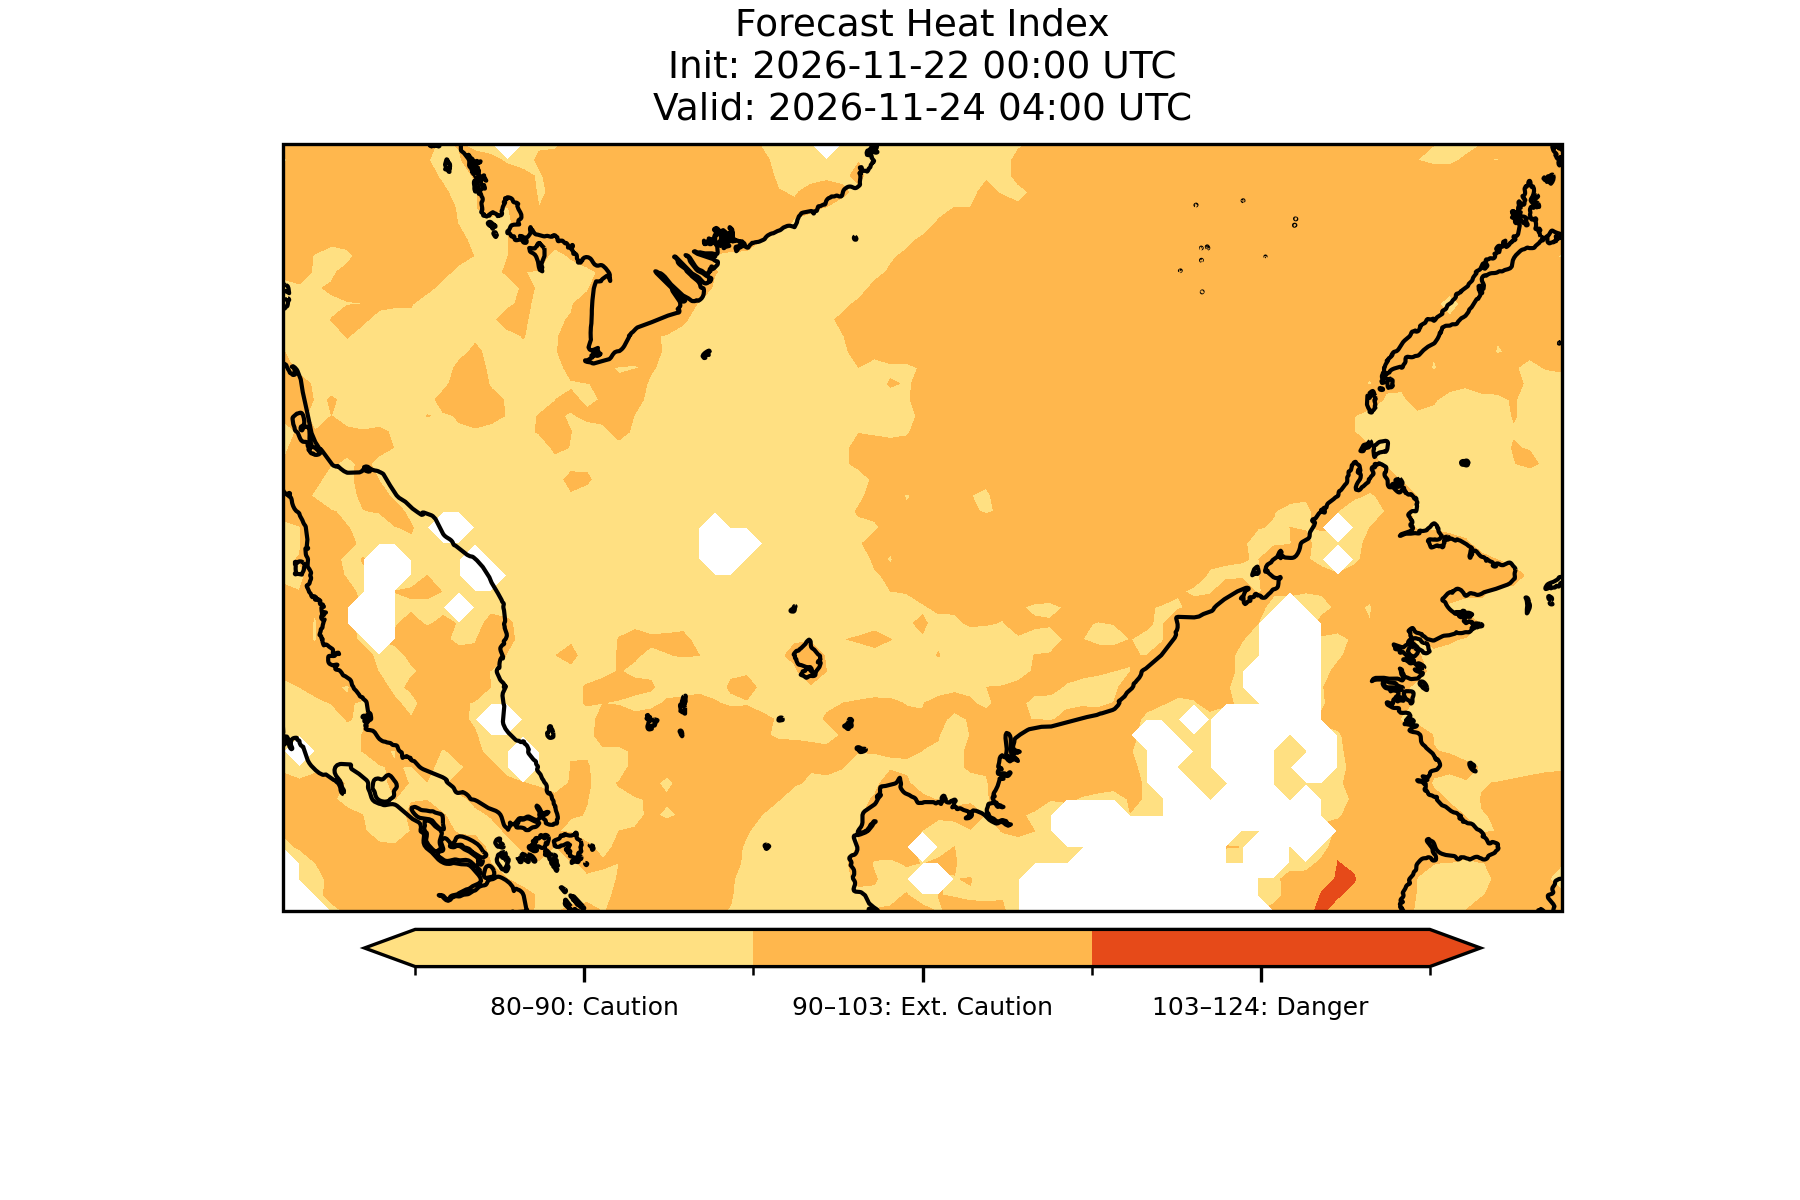 Forecast Heat Index
Init: 2026-11-22 00:00 UTC
Valid: 2026-11-24 04:00 UTC
80–90: Caution
90–103: Ext. Caution
103–124: Danger